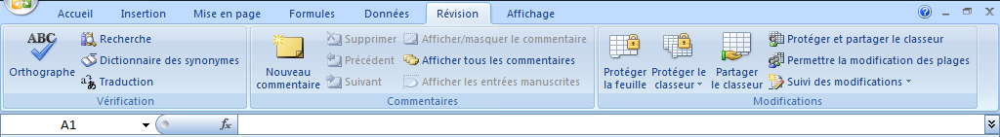 Accueil Insertion Mise en page Formules Données Révision Affichage
ABC
Orthographe
Recherche
Dictionnaire des synonymes
Traduction
Vérification
Nouveau
commentaire
Supprimer
Précédent
Suivant
Afficher/masquer le commentaire
Afficher tous les commentaires
Afficher les entrées manuscrites
Commentaires
Protéger
la feuille
Protéger le
classeur
Partager
le classeur
Protéger et partager le classeur
Permettre la modification des plages
Suivi des modifications
Modifications
A1 fx